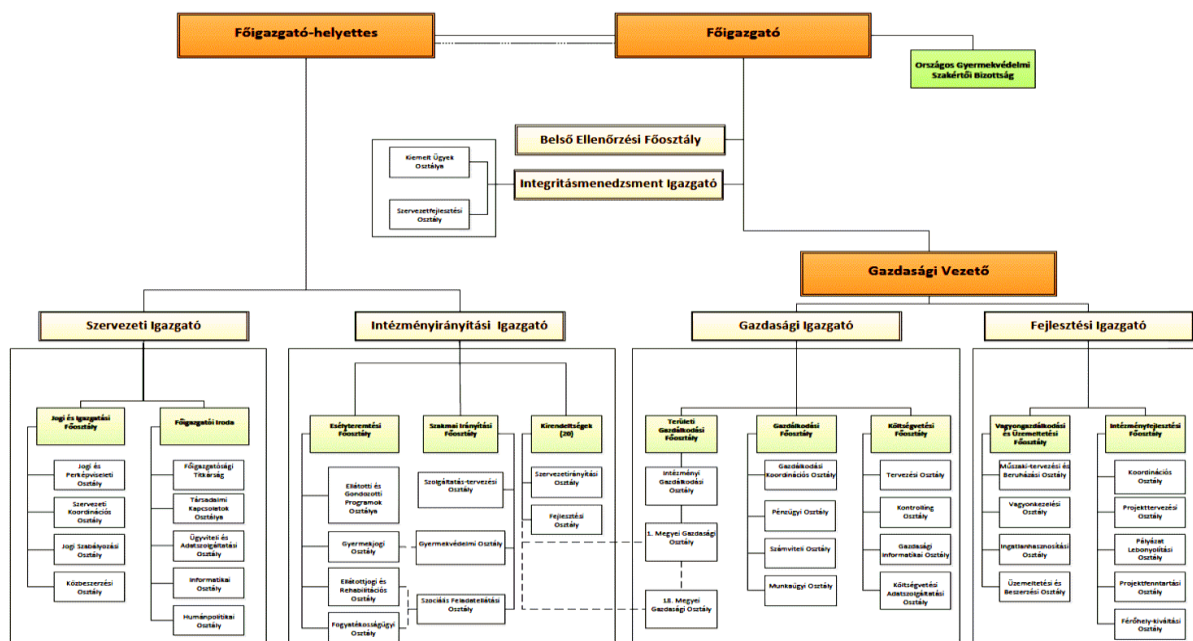 Főigazgató-helyettes
Főigazgató
Országos Gyermekvédelmi
Szakértői Bizottság
Belső Ellenőrzési Főosztály
Kiemelt Ügyek
Osztálya
Integritásmenedzsment Igazgató
Szervezetfejlesztési
Osztály
Gazdasági Vezető
Szervezeti Igazgató
Intézményirányítási Igazgató
Gazdasági Igazgató
Fejlesztési Igazgató
Jogi és Igazgatási
Főosztály
Jogi és
Perképviseleti
Osztály
Szervezeti
Koordinációs Osztály
Jogi Szabályozási
Osztály
Közbeszerzési
Osztály
Főigazgatói Iroda
Főigazgatósági
Titkárság
Társadalmi
Kapcsolatok
Osztálya
Ügyviteli és
Adatszolgáltatási
Osztály
Informatikai Osztály
Humánpolitikai
Osztály
Esélyteremtési
Főosztály
Ellátotti és
Gondozotti
Programok
Osztálya
Gyermekjogi
Osztály
Ellátottjogi és
Rehabilitációs Osztály
Fogyatékosságügyi
Osztály
Szakmai Irányítási
Főosztály
Szolgáltatás-tervezési
Osztály
Gyermekvédelmi Osztály
Szociális Feladatellátási
Osztály
Kirendeltségek
(20)
Szervezetirányítási
Osztály
Fejlesztési Osztály
Területi
Gazdálkodási
Főosztály
Intézményi
Gazdálkodási
Osztály
1. Megyei Gazdasági
Osztály
18. Megyei
Gazdasági Osztály
Gazdálkodási
Főosztály
Gazdálkodási
Koordinációs Osztály
Pénzügyi Osztály
Számviteli Osztály
Munkaügyi Osztály
Költségvetési
Főosztály
Tervezési Osztály
Kontrolling
Osztály
Gazdasági
Informatikai Osztály
Költségvetési
Adatszolgáltatási
Osztály
Vagyongazdálkodási
és Üzemeltetési
Főosztály
Műszaki-tervezési és
Beruházási Osztály
Vagyonkezelési
Osztály
Ingatlanhasznosítási
Osztály
Üzemeltetési és
Beszerzési Osztály
Intézményfejlesztési
Főosztály
Koordinációs
Osztály
Projekttervezési
Osztály
Pályázat
Lebonyolítási
Osztály
Projektfenntartási
Osztály
Férőhely-kiváltási
Osztály